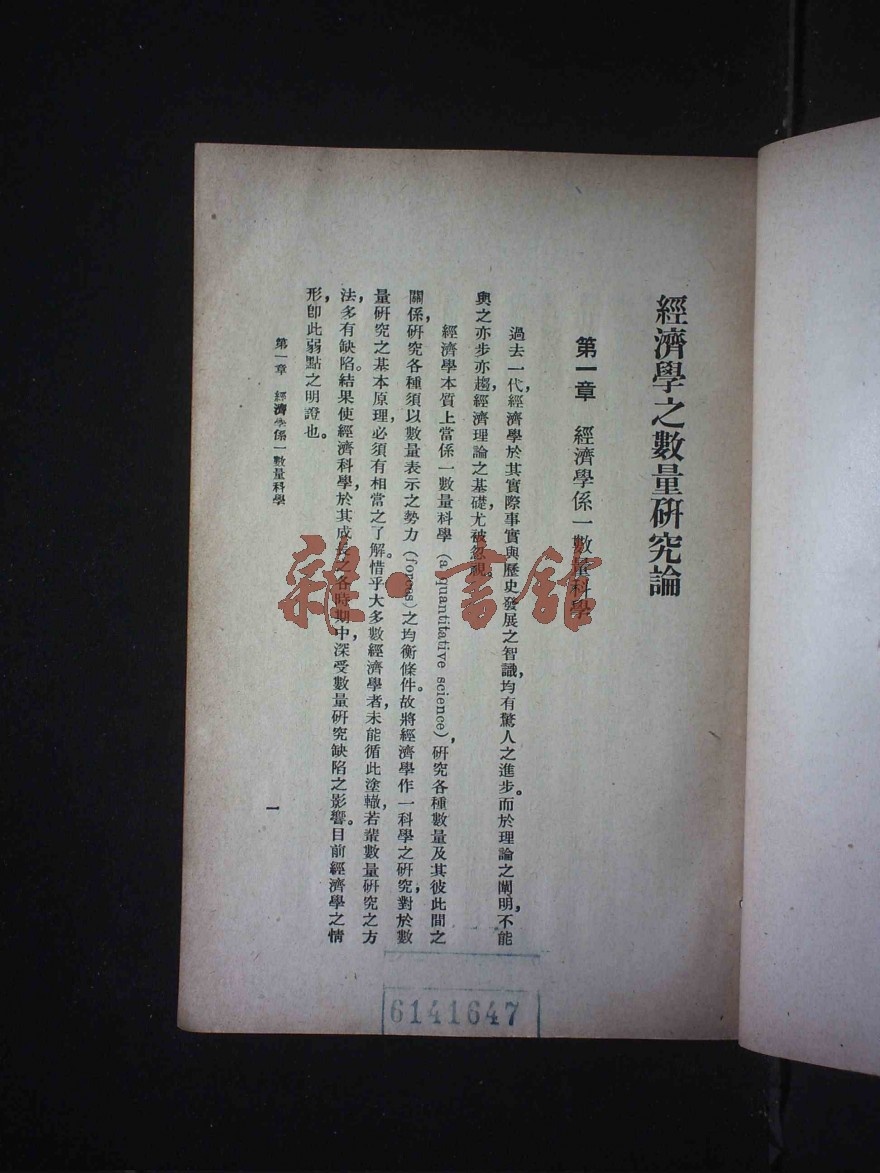 經濟學之數量研究論
第一章　經濟學係一數量科學
過去一代，經濟學於其實際事實與歷史發展之智識，均有驚人之進步。而於理論之闡明，不能
與之亦步亦趨，經濟理論之基礎，尤被忽視。
經濟學本質上當係一數量科學 (a quantitative science)，研究各種數量及其彼此間之
關係，研究各種須以數量表示之勢力 (forces) 之均衡條件。故將經濟學作一科學之研究，對於數
量研究之基本原理，必須有相當之了解。惜乎大多數經濟學者，未能循此塗轍，若輩數量研究之方
法，多有缺陷。結果使經濟科學，於其成長之各時期中，深受數量研究缺陷之影響。目前經濟學之情
形，即此弱點之明證也。
第一章　經濟學係一數量科學
一
雜·書館
6141647